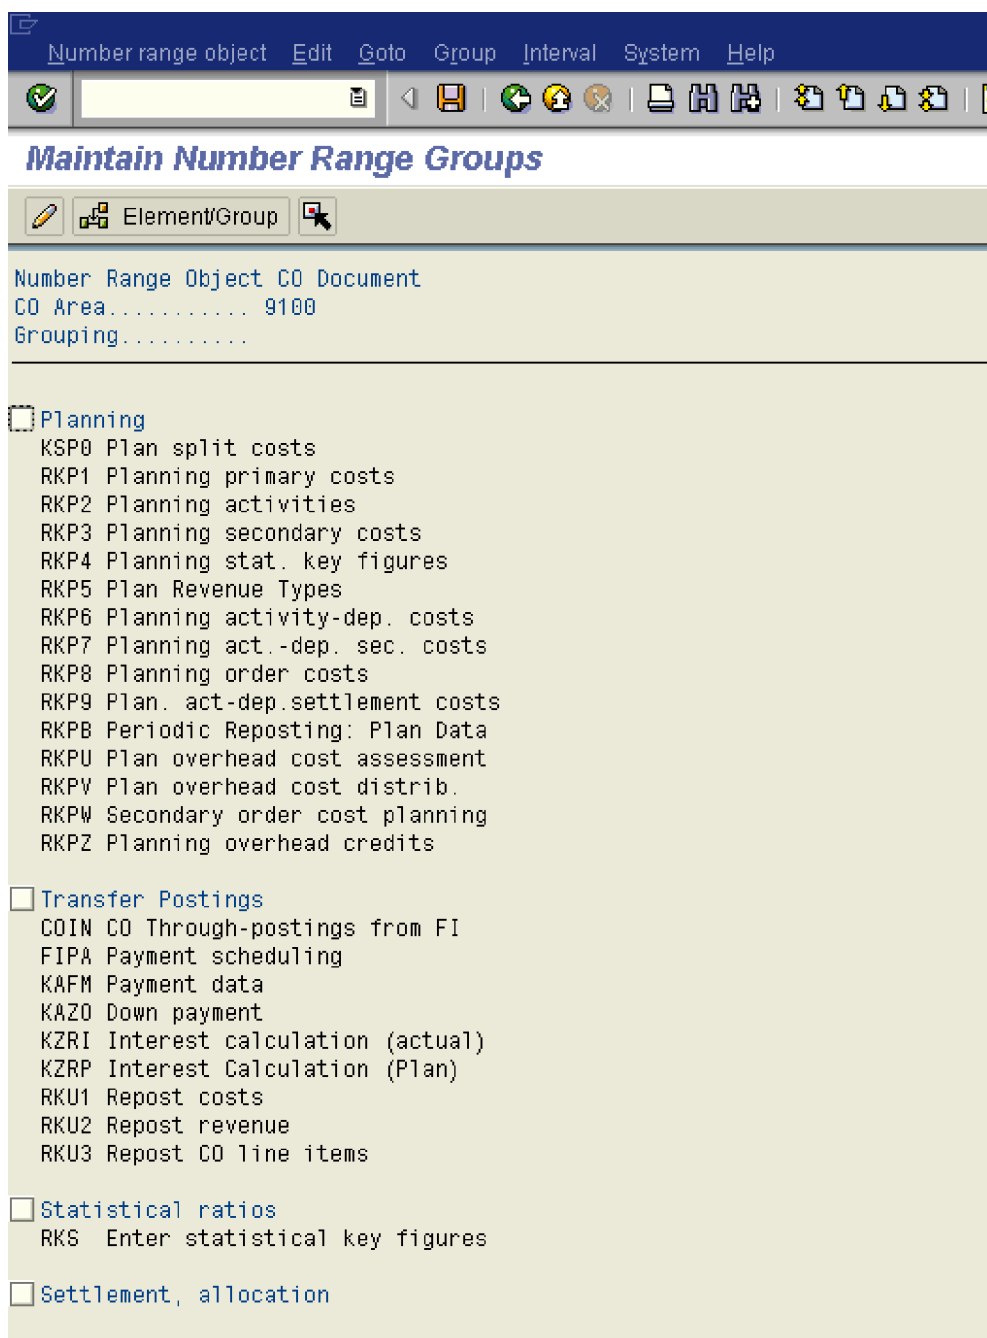 Number range object Edit Goto Group Interval System Help
Maintain Number Range Groups
Element/Group
Number Range Object CO Document
CO Area........... 9100
Grouping..........
Planning
KSP0 Plan split costs
RKP1 Planning primary costs
RKP2 Planning activities
RKP3 Planning secondary costs
RKP4 Planning stat. key figures
RKP5 Plan Revenue Types
RKP6 Planning activity-dep. costs
RKP7 Planning act.-dep. sec. costs
RKP8 Planning order costs
RKP9 Plan. act-dep.settlement costs
RKPB Periodic Reposting: Plan Data
RKPU Plan overhead cost assessment
RKPV Plan overhead cost distrib.
RKPW Secondary order cost planning
RKPZ Planning overhead credits
Transfer Postings
COIN CO Through-postings from FI
FIPA Payment scheduling
KAFM Payment data
KAZO Down payment
KZRI Interest calculation (actual)
KZRP Interest Calculation (Plan)
RKU1 Repost costs
RKU2 Repost revenue
RKU3 Repost CO line items
Statistical ratios
RKS Enter statistical key figures
Settlement, allocation